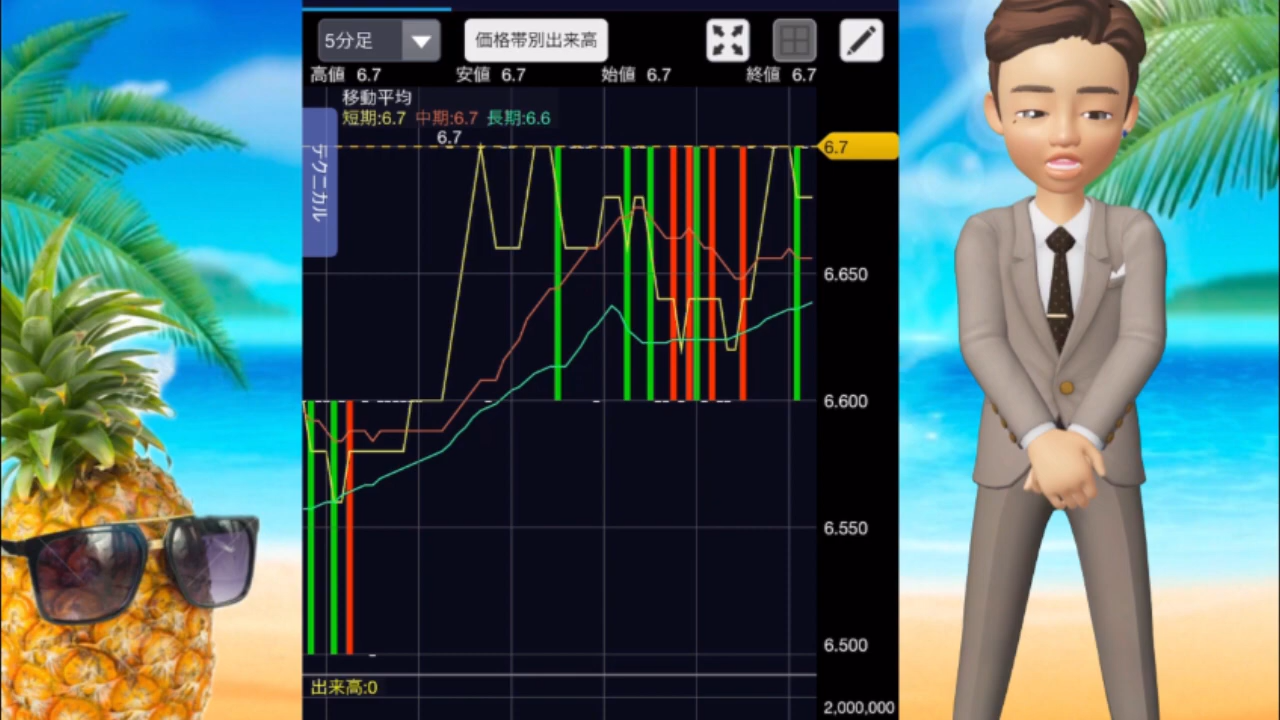 5分足
価格帯別出来高
高値 6.7 安値 6.7 始値 6.7 終値 6.7
移動平均
短期:6.7 中期:6.7 長期:6.6
6.7
6.7
テクニカル
6.650
6.600
6.550
6.500
出来高:0
2,000,000